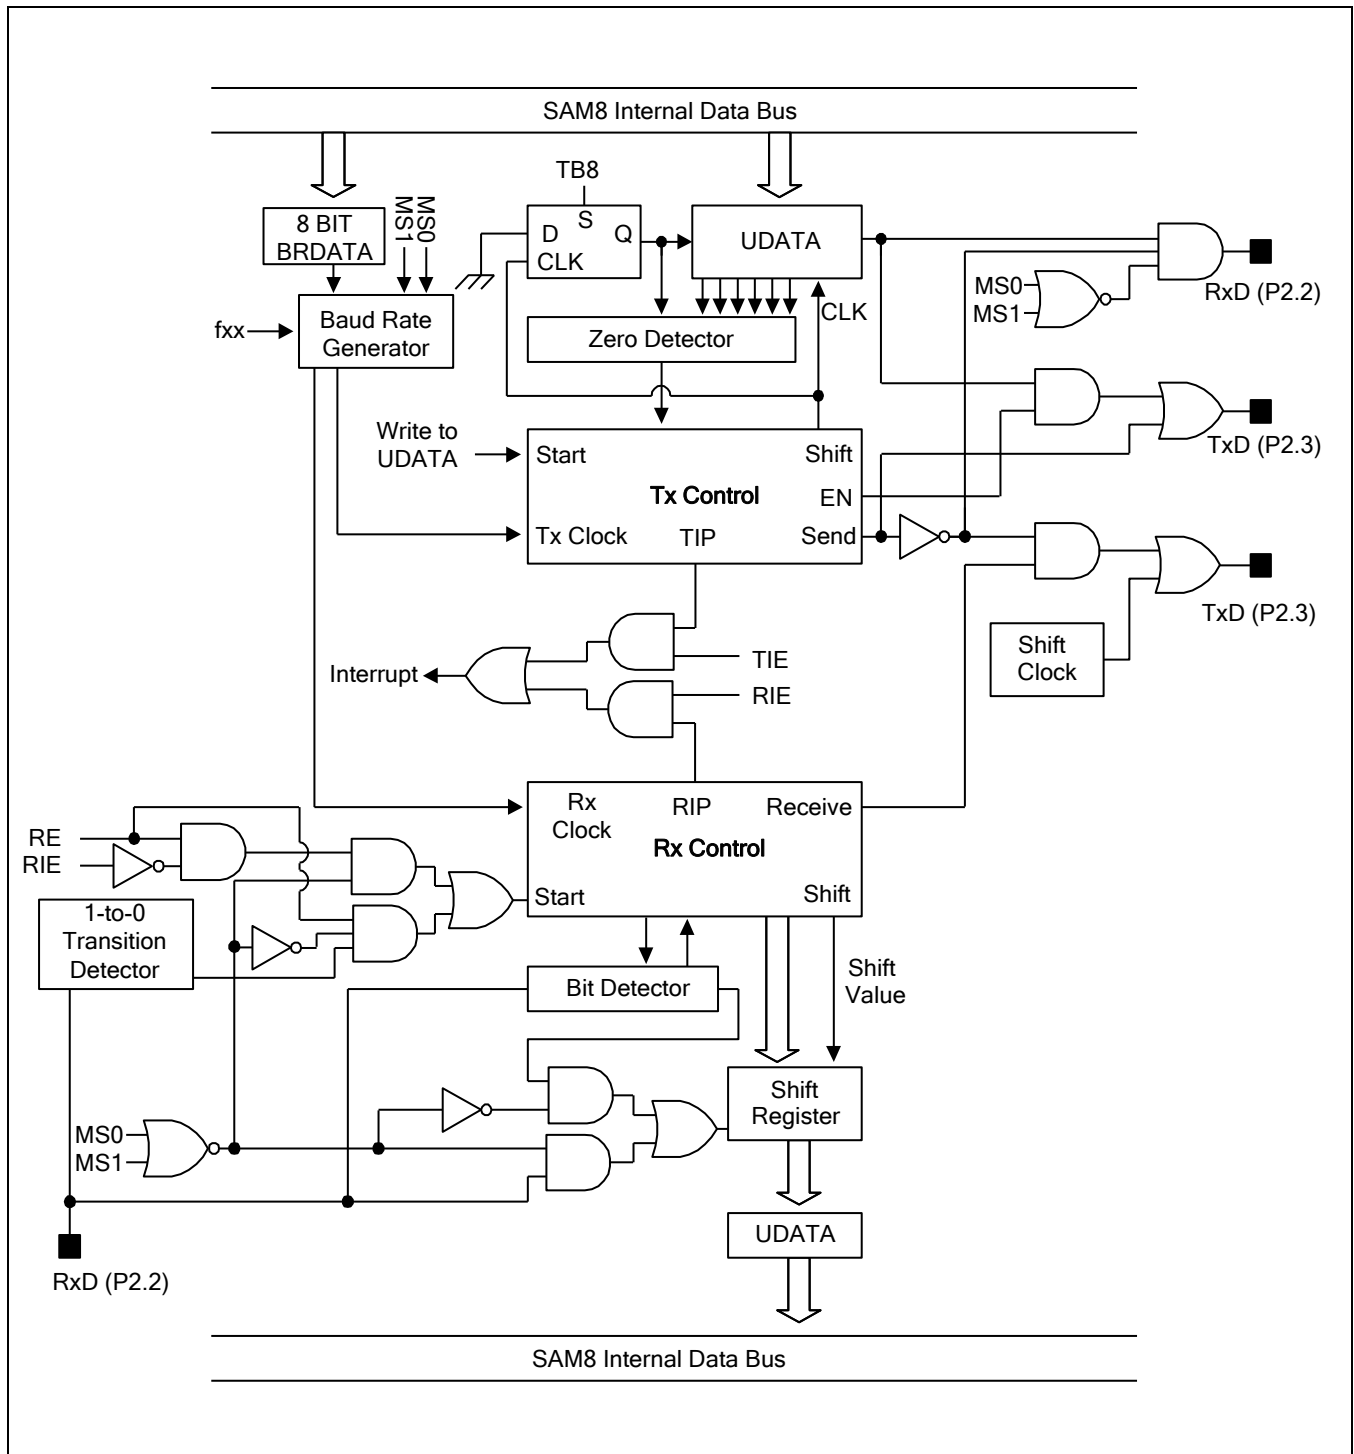 SAM8 Internal Data Bus
TB8
MS1
MS0
8 BIT
BRDATA
S
D
Q
CLK
UDATA
MS0
MS1
RxD (P2.2)
fxx
Baud Rate
Generator
CLK
Zero Detector
Write to
UDATA
Start
Shift
Tx Control
EN
Tx Clock
TIP
Send
TxD (P2.3)
TxD (P2.3)
Shift
Clock
Interrupt
TIE
RIE
Rx
Clock
RIP
Receive
Rx Control
Start
Shift
RE
RIE
1-to-0
Transition
Detector
Bit Detector
Shift
Value
Shift
Register
MS0
MS1
UDATA
RxD (P2.2)
SAM8 Internal Data Bus